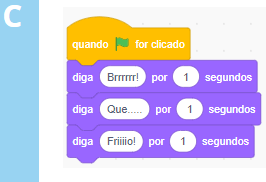 C
quando for clicado
diga Brrrrrr! por 1 segundos
diga Que..... por 1 segundos
diga Friiiio! por 1 segundos